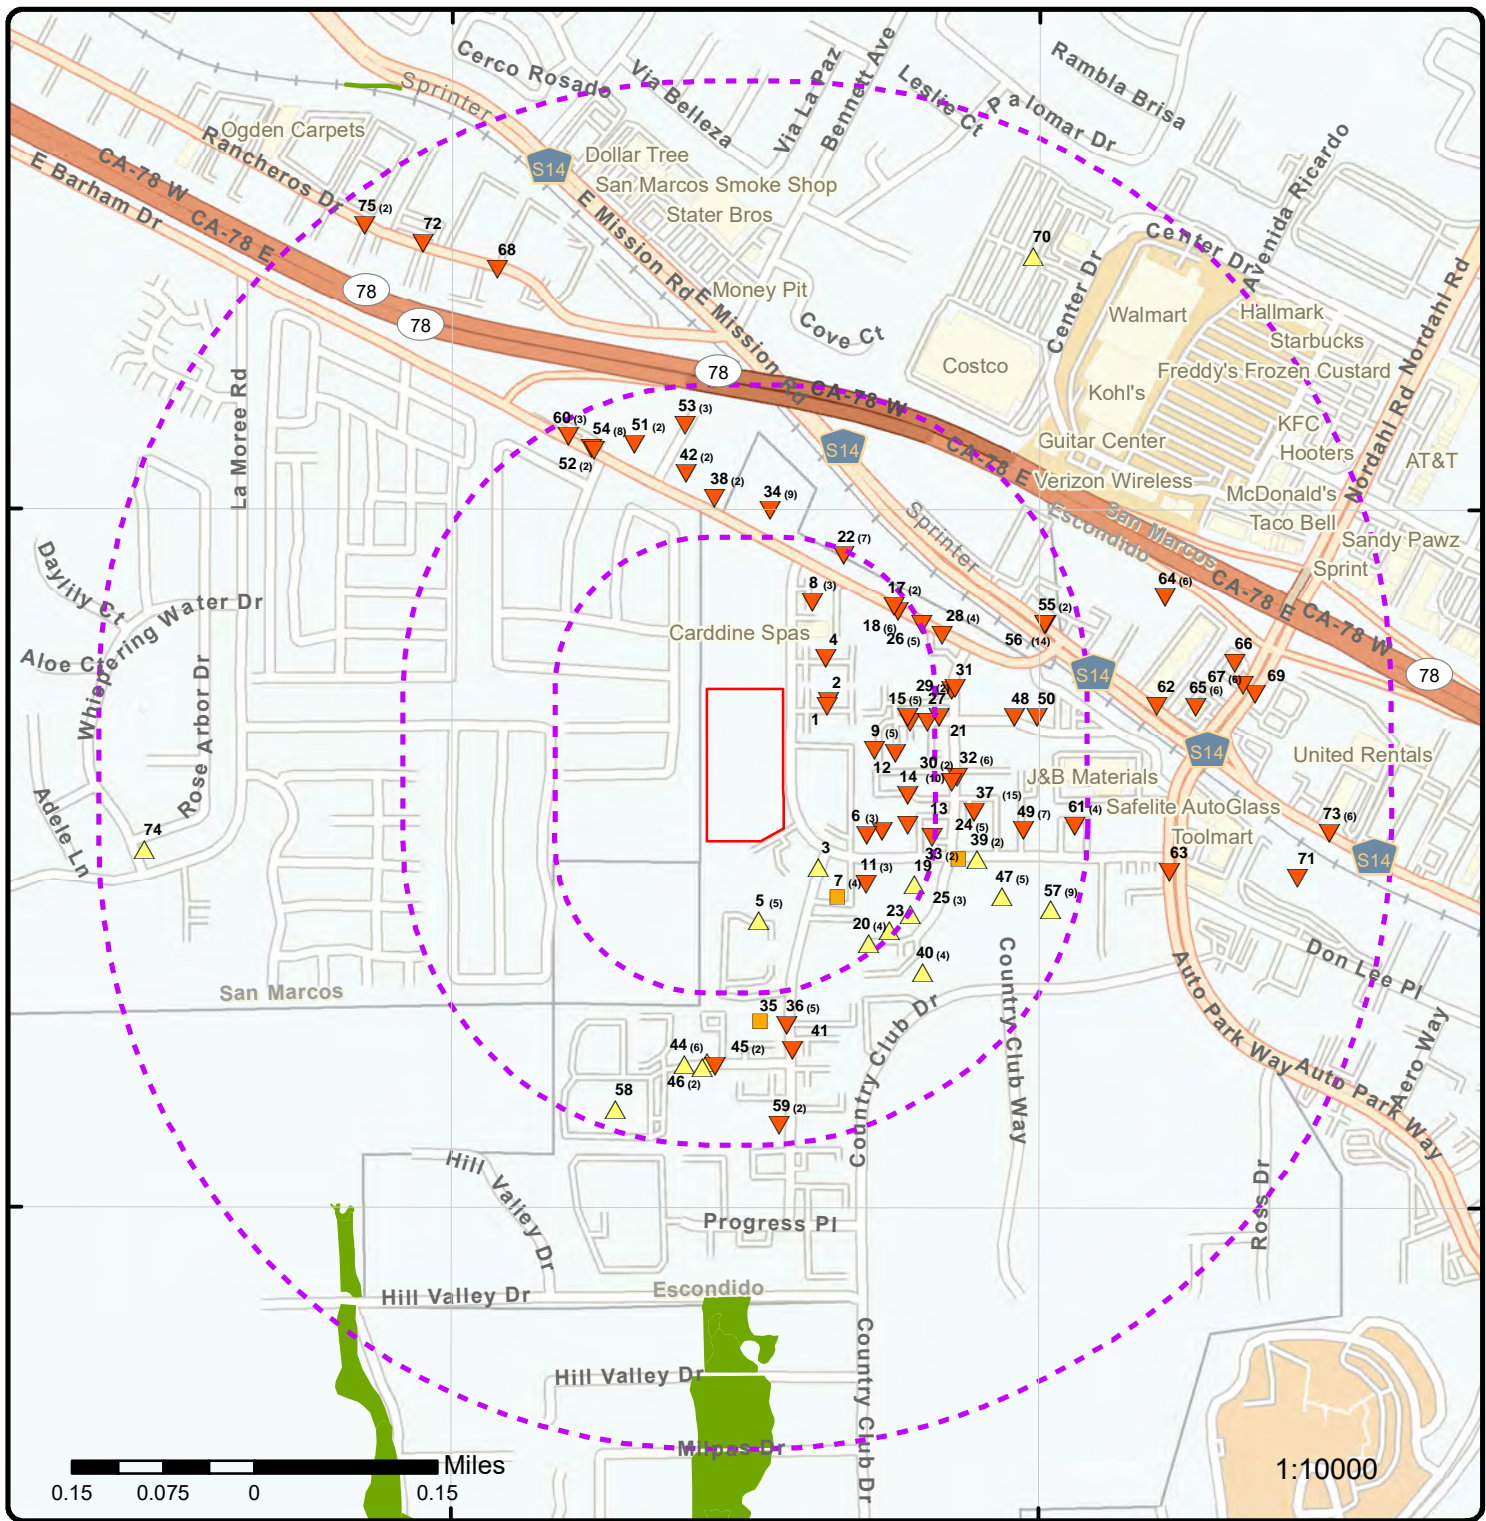 Cerco Rosado
Via Belleza
Via La Paz
Bennett Ave
Leslie Ct
Palomar Dr
Rambla Brisa
Sprinter
Ogden Carpets
Rancheros Dr
Dollar Tree
S14
San Marcos Smoke Shop
Stater Bros
CA-78 W
E Barham Dr
CA-78 E
75 (2)
72
68
E Mission Rd
E Mission Rd
Avenida Ricardo
Center Dr
70
Center Dr
Money Pit
78
78
Cove Ct
Walmart
Hallmark
Starbucks
Nordahl Rd
Costco
Freddy's Frozen Custard
78
Kohl's
CA-78 W
La Moree Rd
Nordahl Rd
KFC
Hooters
AT&T
60 (3)
54 (8)
51 (2)
53 (3)
52 (2)
42 (2)
38 (2)
34 (9)
S14
Guitar Center
CA-78 E
Verizon Wireless
McDonald's
Taco Bell
Sandy Pawz
Sprint
San Marcos
Escondido
Sprinter
22 (7)
CA-78 E
CA-78 W
Daylily Ct
Whispering Water Dr
Aloe Ct
8 (3)
17 (2)
18 (6)
26 (5)
28 (4)
55 (2)
56 (14)
64 (6)
Carddine Spas
4
66
67 (6)
69
S14
78
31
29 (2)
2
1
15 (5)
27
48
50
62
65 (6)
Rose Arbor Dr
21
9 (5)
12
30 (2)
32 (6)
S14
United Rentals
J&B Materials
14 (10)
37 (15)
Safelite AutoGlass
Toolmart
Adele Ln
74
6 (3)
13
24 (5)
49 (7)
61 (4)
73 (6)
S14
3
33 (2)
39 (2)
63
71
7 (4)
11 (3)
19
5 (5)
25 (3)
47 (5)
57 (9)
20 (4)
23
40 (4)
Country Club Dr
Country Club Way
Don Lee Pl
San Marcos
35
36 (5)
41
Auto Park Way
Auto Park Way
Aero Way
44 (6)
45 (2)
46 (2)
58
59 (2)
Hill Valley Dr
Ross Dr
Progress Pl
Escondido
Hill Valley Dr
Hill Valley Dr
Country Club Dr
Milpas Dr
Miles
0.15
0.075
0
0.15
1:10000